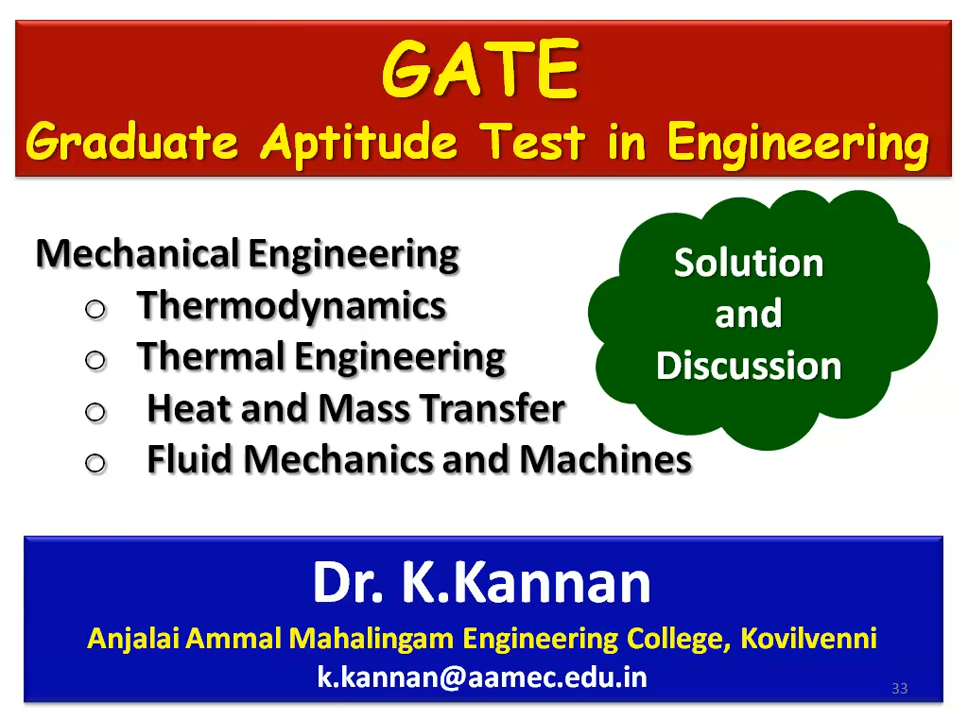 GATE
Graduate Aptitude Test in Engineering
Mechanical Engineering
o Thermodynamics
o Thermal Engineering
o Heat and Mass Transfer
o Fluid Mechanics and Machines
Solution
and
Discussion
Dr. K.Kannan
Anjalai Ammal Mahalingam Engineering College, Kovilvenni
k.kannan@aamec.edu.in
33